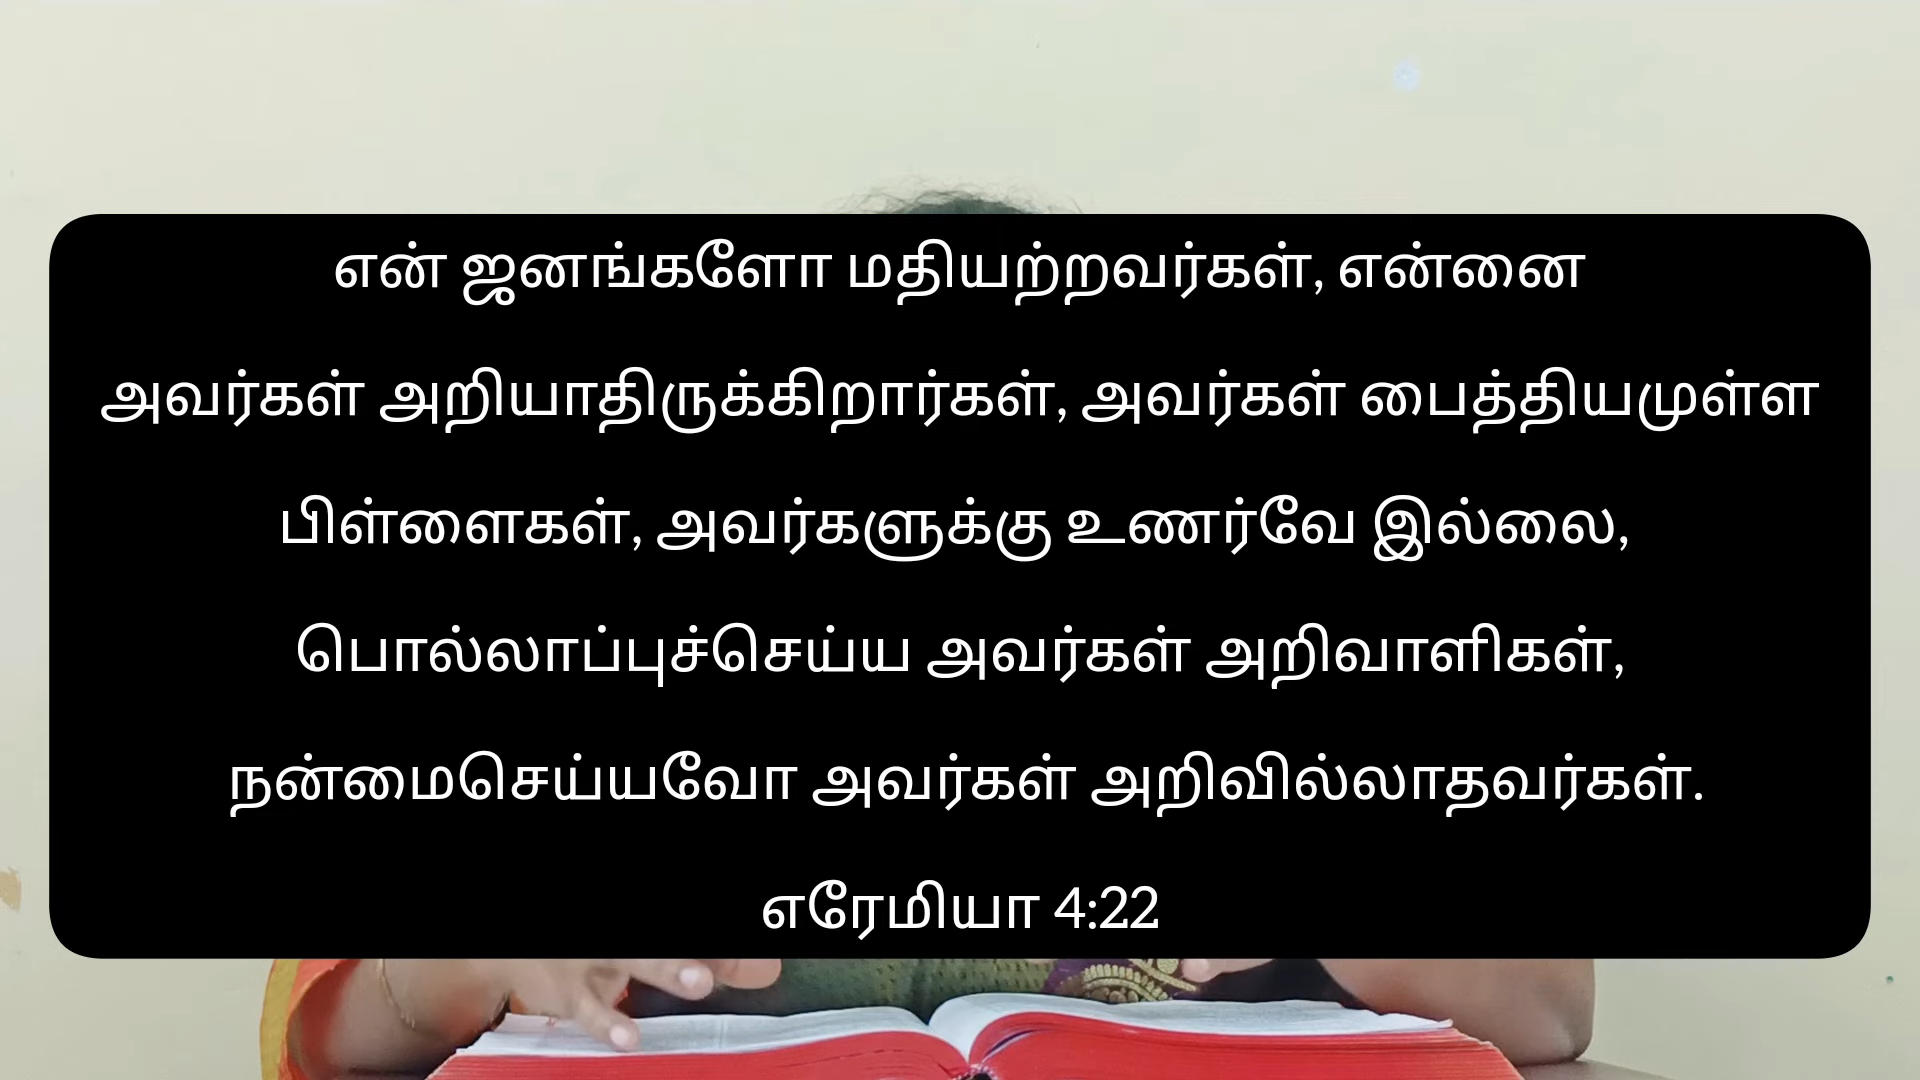 என் ஜனங்களோ மதியற்றவர்கள், என்னை
அவர்கள் அறியாதிருக்கிறார்கள், அவர்கள் பைத்தியமுள்ள
பிள்ளைகள், அவர்களுக்கு உணர்வே இல்லை,
பொல்லாப்புச்செய்ய அவர்கள் அறிவாளிகள்,
நன்மைசெய்யவோ அவர்கள் அறிவில்லாதவர்கள்.
எரேமியா 4:22